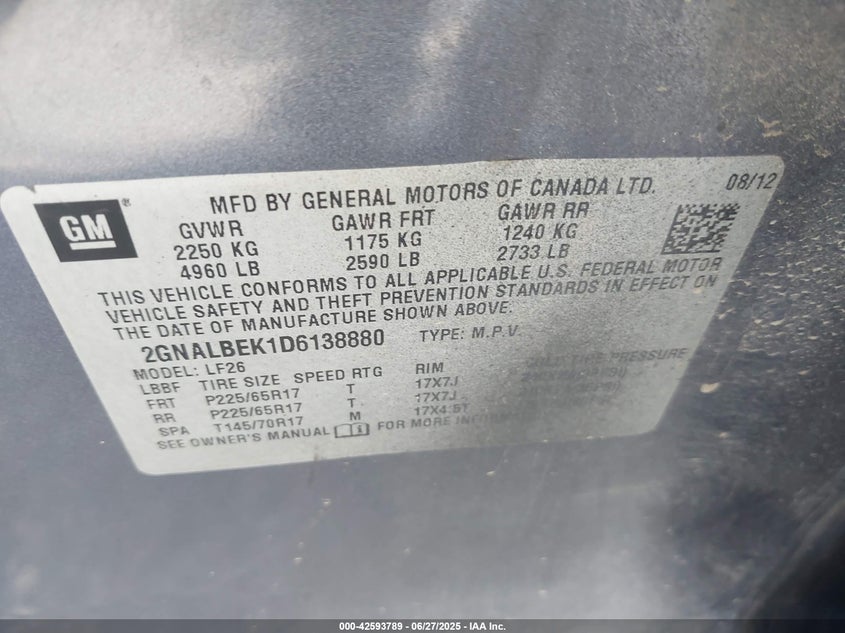 GM ®
MFD BY GENERAL MOTORS OF CANADA LTD. 08/12
GVWR GAWR FRT GAWR RR
2250 KG 1175 KG 1240 KG
4960 LB 2590 LB 2733 LB
THIS VEHICLE CONFORMS TO ALL APPLICABLE U.S. FEDERAL MOTOR
VEHICLE SAFETY AND THEFT PREVENTION STANDARDS IN EFFECT ON
THE DATE OF MANUFACTURE SHOWN ABOVE.
2GNALBEK1D6138880 TYPE: M.P.V.
MODEL: LF26
LBBF TIRE SIZE SPEED RTG RIM COLD TIRE PRESSURE
FRT P225/65R17 T 17X7J
RR P225/65R17 T 17X7J
SPA T145/70R17 M 17X4.5T
SEE OWNER'S MANUAL i FOR MORE
000-42593789 - 06/27/2025 - IAA Inc.